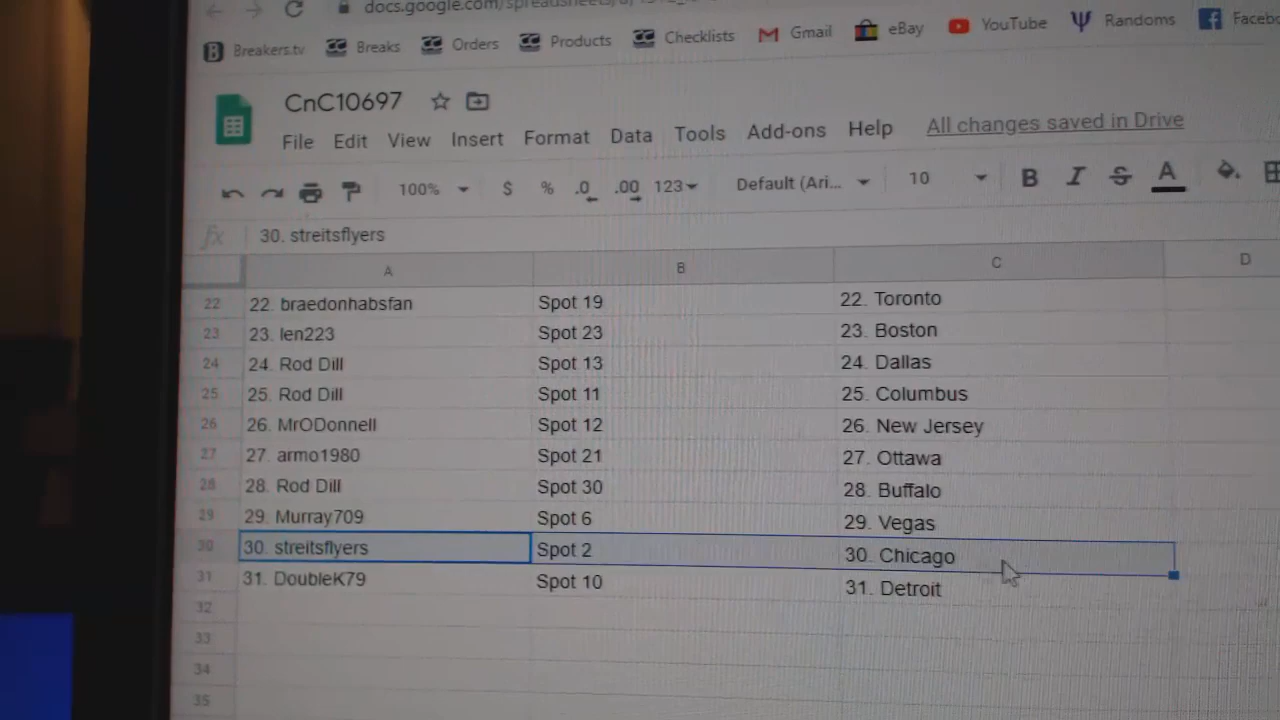 docs.google.com/spreadsheets/d/
Breakers.tv Breaks Orders Products Checklists Gmail eBay YouTube Randoms Facebo
CnC10697
File Edit View Insert Format Data Tools Add-ons Help All changes saved in Drive
100% $ % .0 .00 123 Default (Ari... 10 B I S A
fx 30. streitsflyers
A B C D
22 22. braedonhabsfan Spot 19 22. Toronto
23 23. len223 Spot 23 23. Boston
24 24. Rod Dill Spot 13 24. Dallas
25 25. Rod Dill Spot 11 25. Columbus
26 26. MrODonnell Spot 12 26. New Jersey
27 27. armo1980 Spot 21 27. Ottawa
28 28. Rod Dill Spot 30 28. Buffalo
29 29. Murray709 Spot 6 29. Vegas
30 30. streitsflyers Spot 2 30. Chicago
31 31. DoubleK79 Spot 10 31. Detroit
32
33
34
35